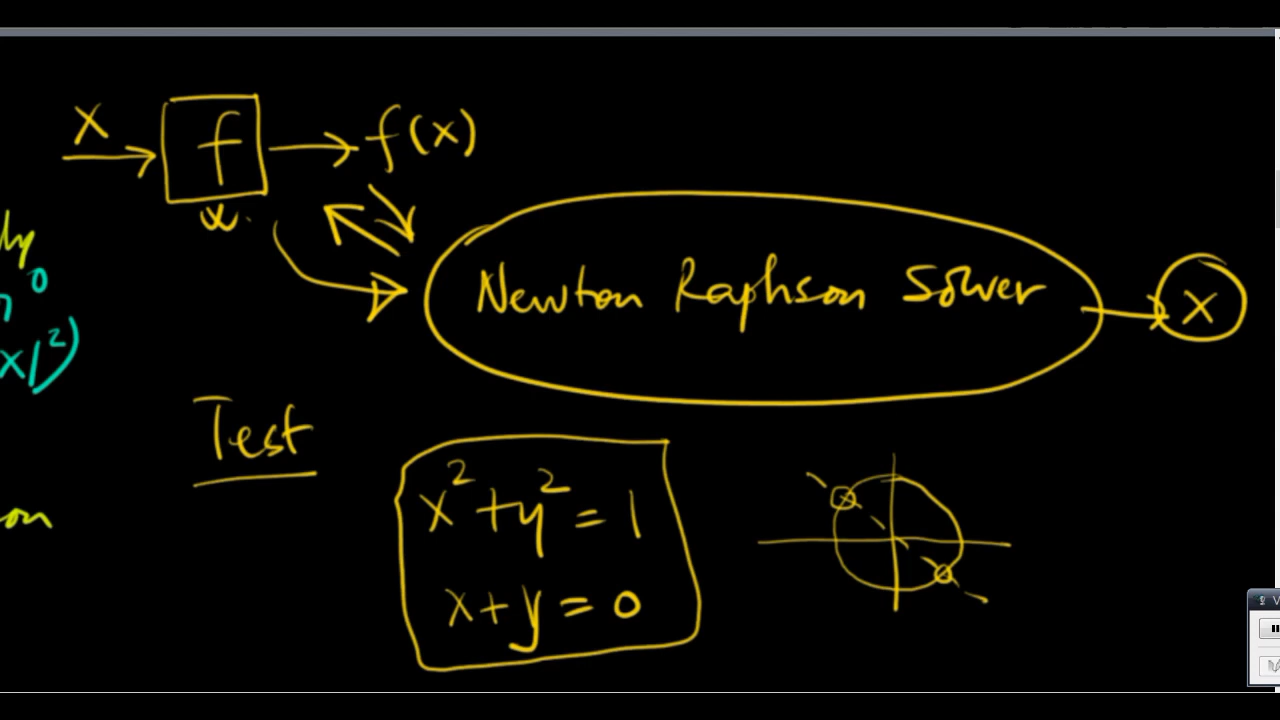 x f f(x)
Newton Raphson Solver x
Test
x² + y² = 1
x + y = 0